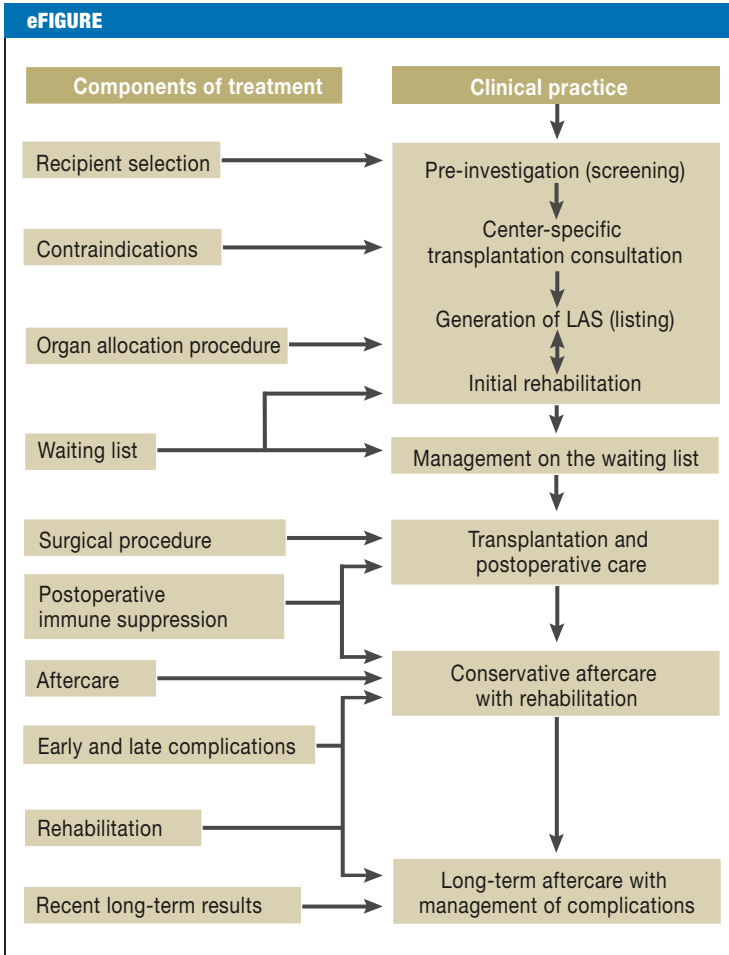 eFIGURE
Components of treatment
Clinical practice
Recipient selection
Pre-investigation (screening)
Contraindications
Center-specific
transplantation consultation
Organ allocation procedure
Generation of LAS (listing)
Initial rehabilitation
Waiting list
Management on the waiting list
Surgical procedure
Transplantation and
postoperative care
Postoperative
immune suppression
Aftercare
Conservative aftercare
with rehabilitation
Early and late complications
Rehabilitation
Recent long-term results
Long-term aftercare with
management of complications